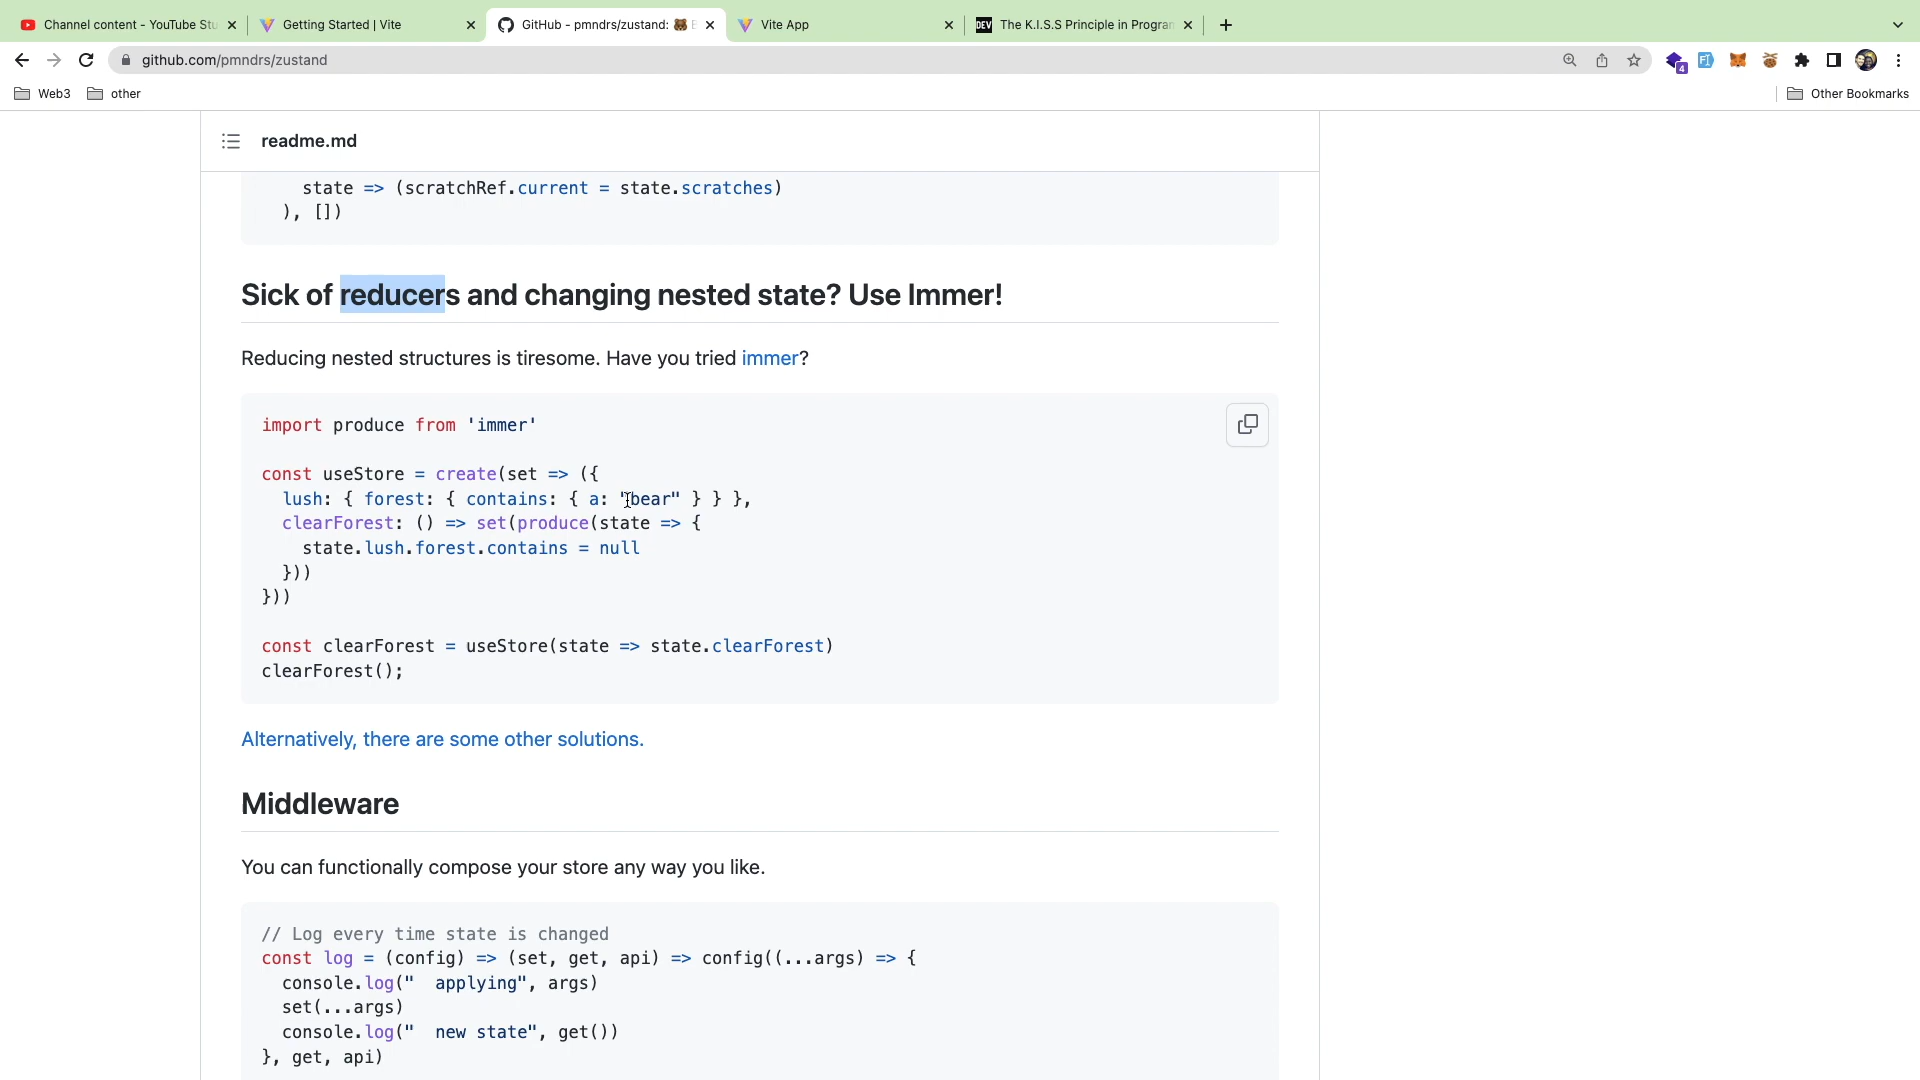 Channel content - YouTube Stu
Getting Started | Vite
GitHub - pmndrs/zustand: 🐻 B
Vite App
DEV The K.I.S.S Principle in Program
github.com/pmndrs/zustand
4
Web3
other
Other Bookmarks
readme.md
state => (scratchRef.current = state.scratches)
), [])
Sick of reducers and changing nested state? Use Immer!
Reducing nested structures is tiresome. Have you tried immer?
import produce from 'immer'
const useStore = create(set => ({
lush: { forest: { contains: { a: "bear" } } },
clearForest: () => set(produce(state => {
state.lush.forest.contains = null
}))
}))
const clearForest = useStore(state => state.clearForest)
clearForest();
Alternatively, there are some other solutions.
Middleware
You can functionally compose your store any way you like.
// Log every time state is changed
const log = (config) => (set, get, api) => config((...args) => {
console.log("  applying", args)
set(...args)
console.log("  new state", get())
}, get, api)